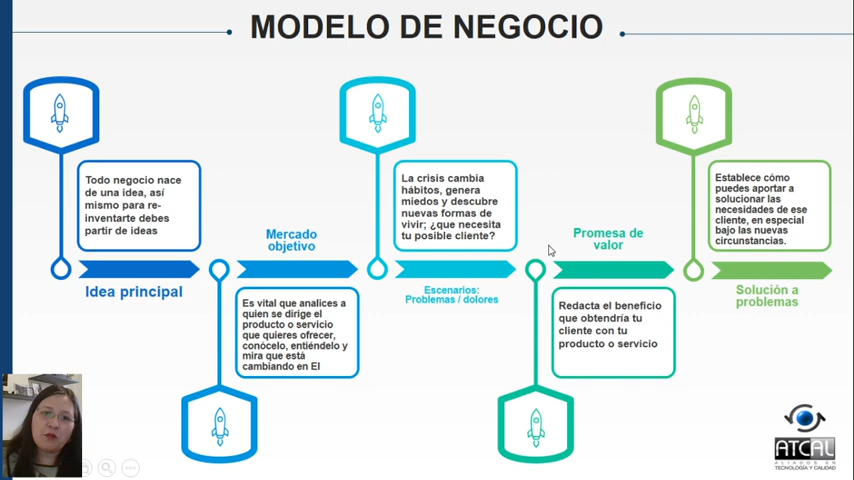 MODELO DE NEGOCIO
Todo negocio nace
de una idea, así
mismo para re-
inventarte debes
partir de ideas
Idea principal
Mercado
objetivo
Es vital que analices a
quien se dirige el
producto o servicio
que quieres ofrecer,
conócelo, entiéndelo y
mira que está
cambiando en El
La crisis cambia
hábitos, genera
miedos y descubre
nuevas formas de
vivir; ¿que necesita
tu posible cliente?
Escenarios:
Problemas / dolores
Promesa de
valor
Redacta el beneficio
que obtendría tu
cliente con tu
producto o servicio
Establece cómo
puedes aportar a
solucionar las
necesidades de ese
cliente, en especial
bajo las nuevas
circunstancias.
Solución a
problemas
ATCAL
ALIADOS EN
TECNOLOGÍA Y CALIDAD